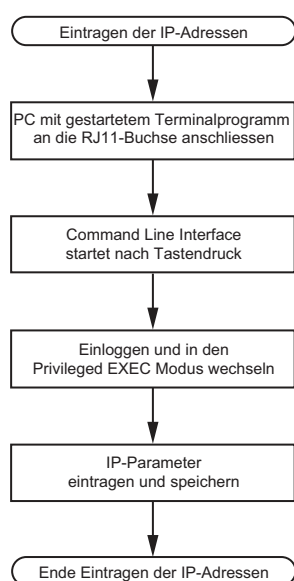 Eintragen der IP-Adressen
PC mit gestartetem Terminalprogramm
an die RJ11-Buchse anschliessen
Command Line Interface
startet nach Tastendruck
Einloggen und in den
Privileged EXEC Modus wechseln
IP-Parameter
eintragen und speichern
Ende Eintragen der IP-Adressen